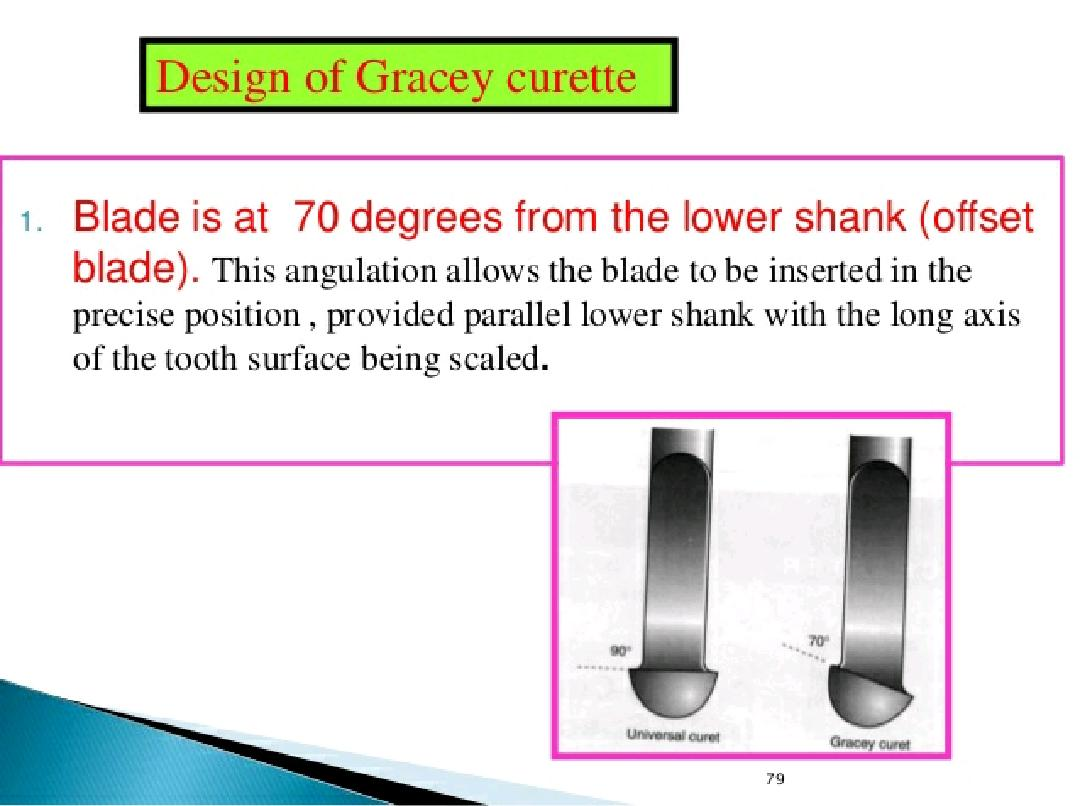 Design of Gracey curette
1. Blade is at 70 degrees from the lower shank (offset
blade). This angulation allows the blade to be inserted in the
precise position , provided parallel lower shank with the long axis
of the tooth surface being scaled.
90°
70°
Universal curet
Gracey curet
79